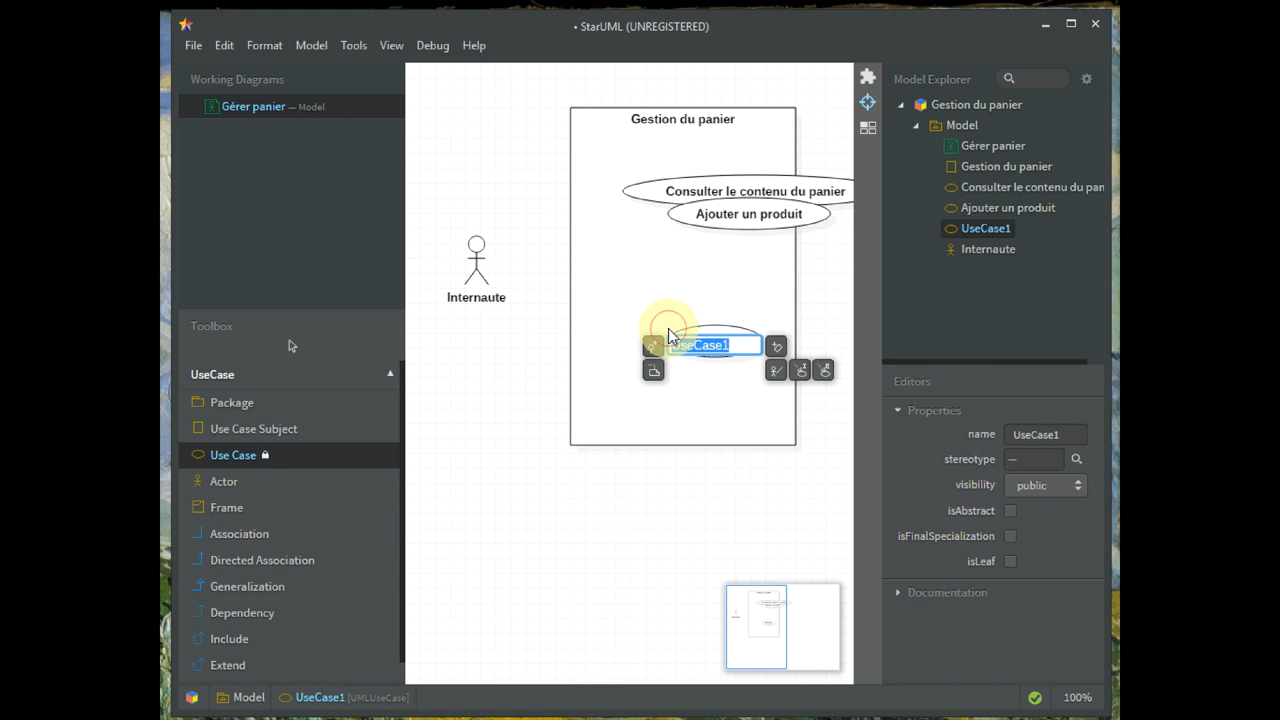 • StarUML (UNREGISTERED)
File Edit Format Model Tools View Debug Help
Working Diagrams
Gérer panier — Model
Toolbox
UseCase
Package
Use Case Subject
Use Case
Actor
Frame
Association
Directed Association
Generalization
Dependency
Include
Extend
Gestion du panier
Consulter le contenu du panier
Ajouter un produit
Internaute
UseCase1
Model Explorer
Gestion du panier
Model
Gérer panier
Gestion du panier
Consulter le contenu du pan
Ajouter un produit
UseCase1
Internaute
Editors
Properties
name UseCase1
stereotype —
visibility public
isAbstract
isFinalSpecialization
isLeaf
Documentation
Model UseCase1 [UMLUseCase] 100%